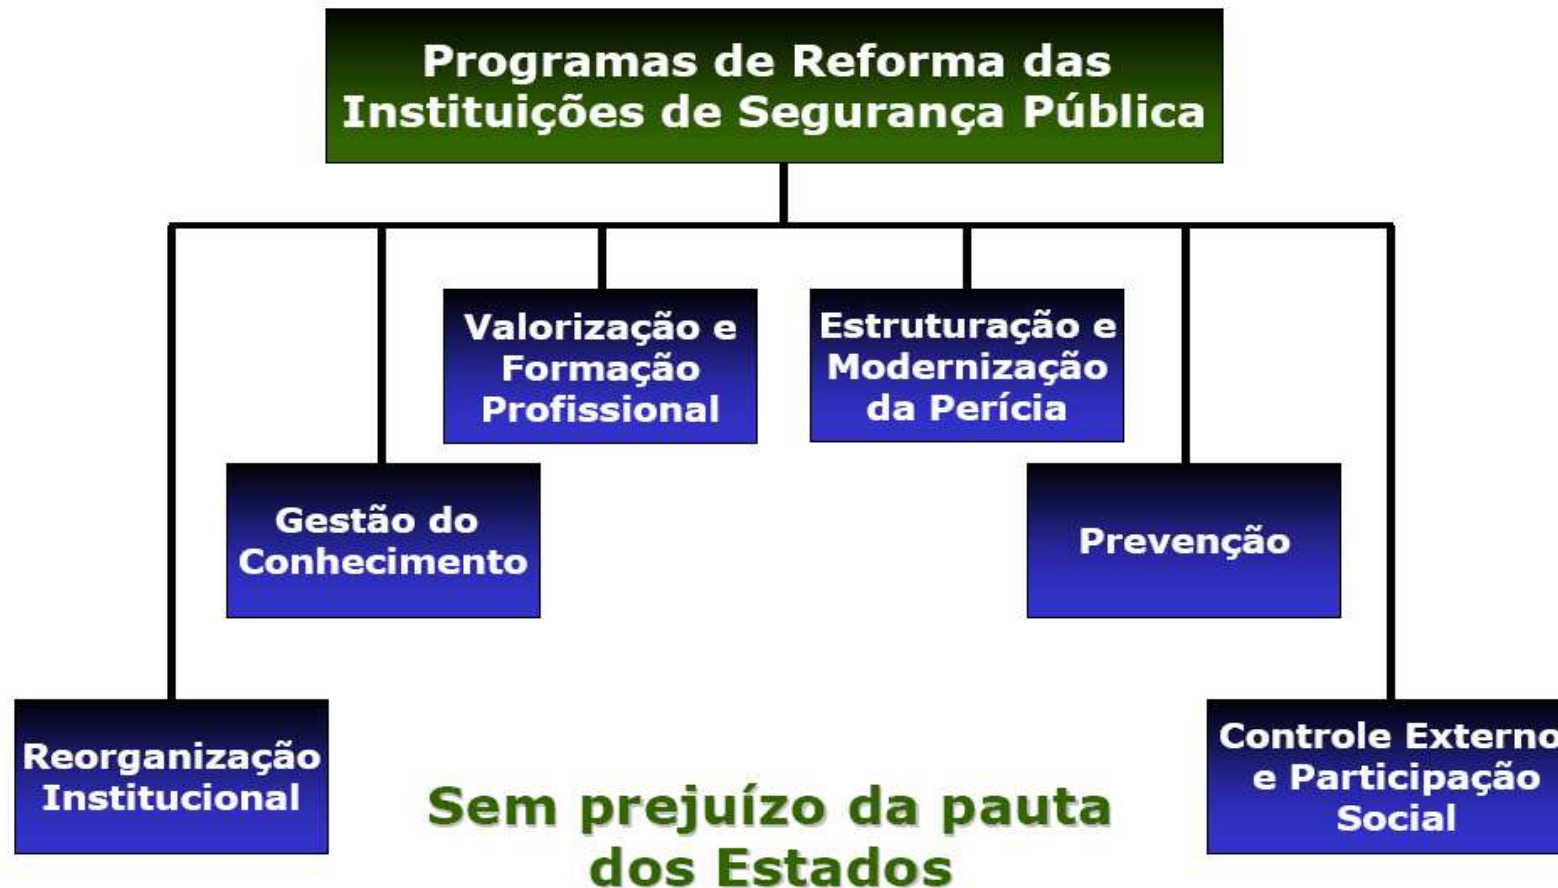 Programas de Reforma das
Instituições de Segurança Pública
Valorização e
Formação
Profissional
Estruturação e
Modernização
da Perícia
Gestão do
Conhecimento
Prevenção
Reorganização
Institucional
Controle Externo
e Participação
Social
Sem prejuízo da pauta
dos Estados